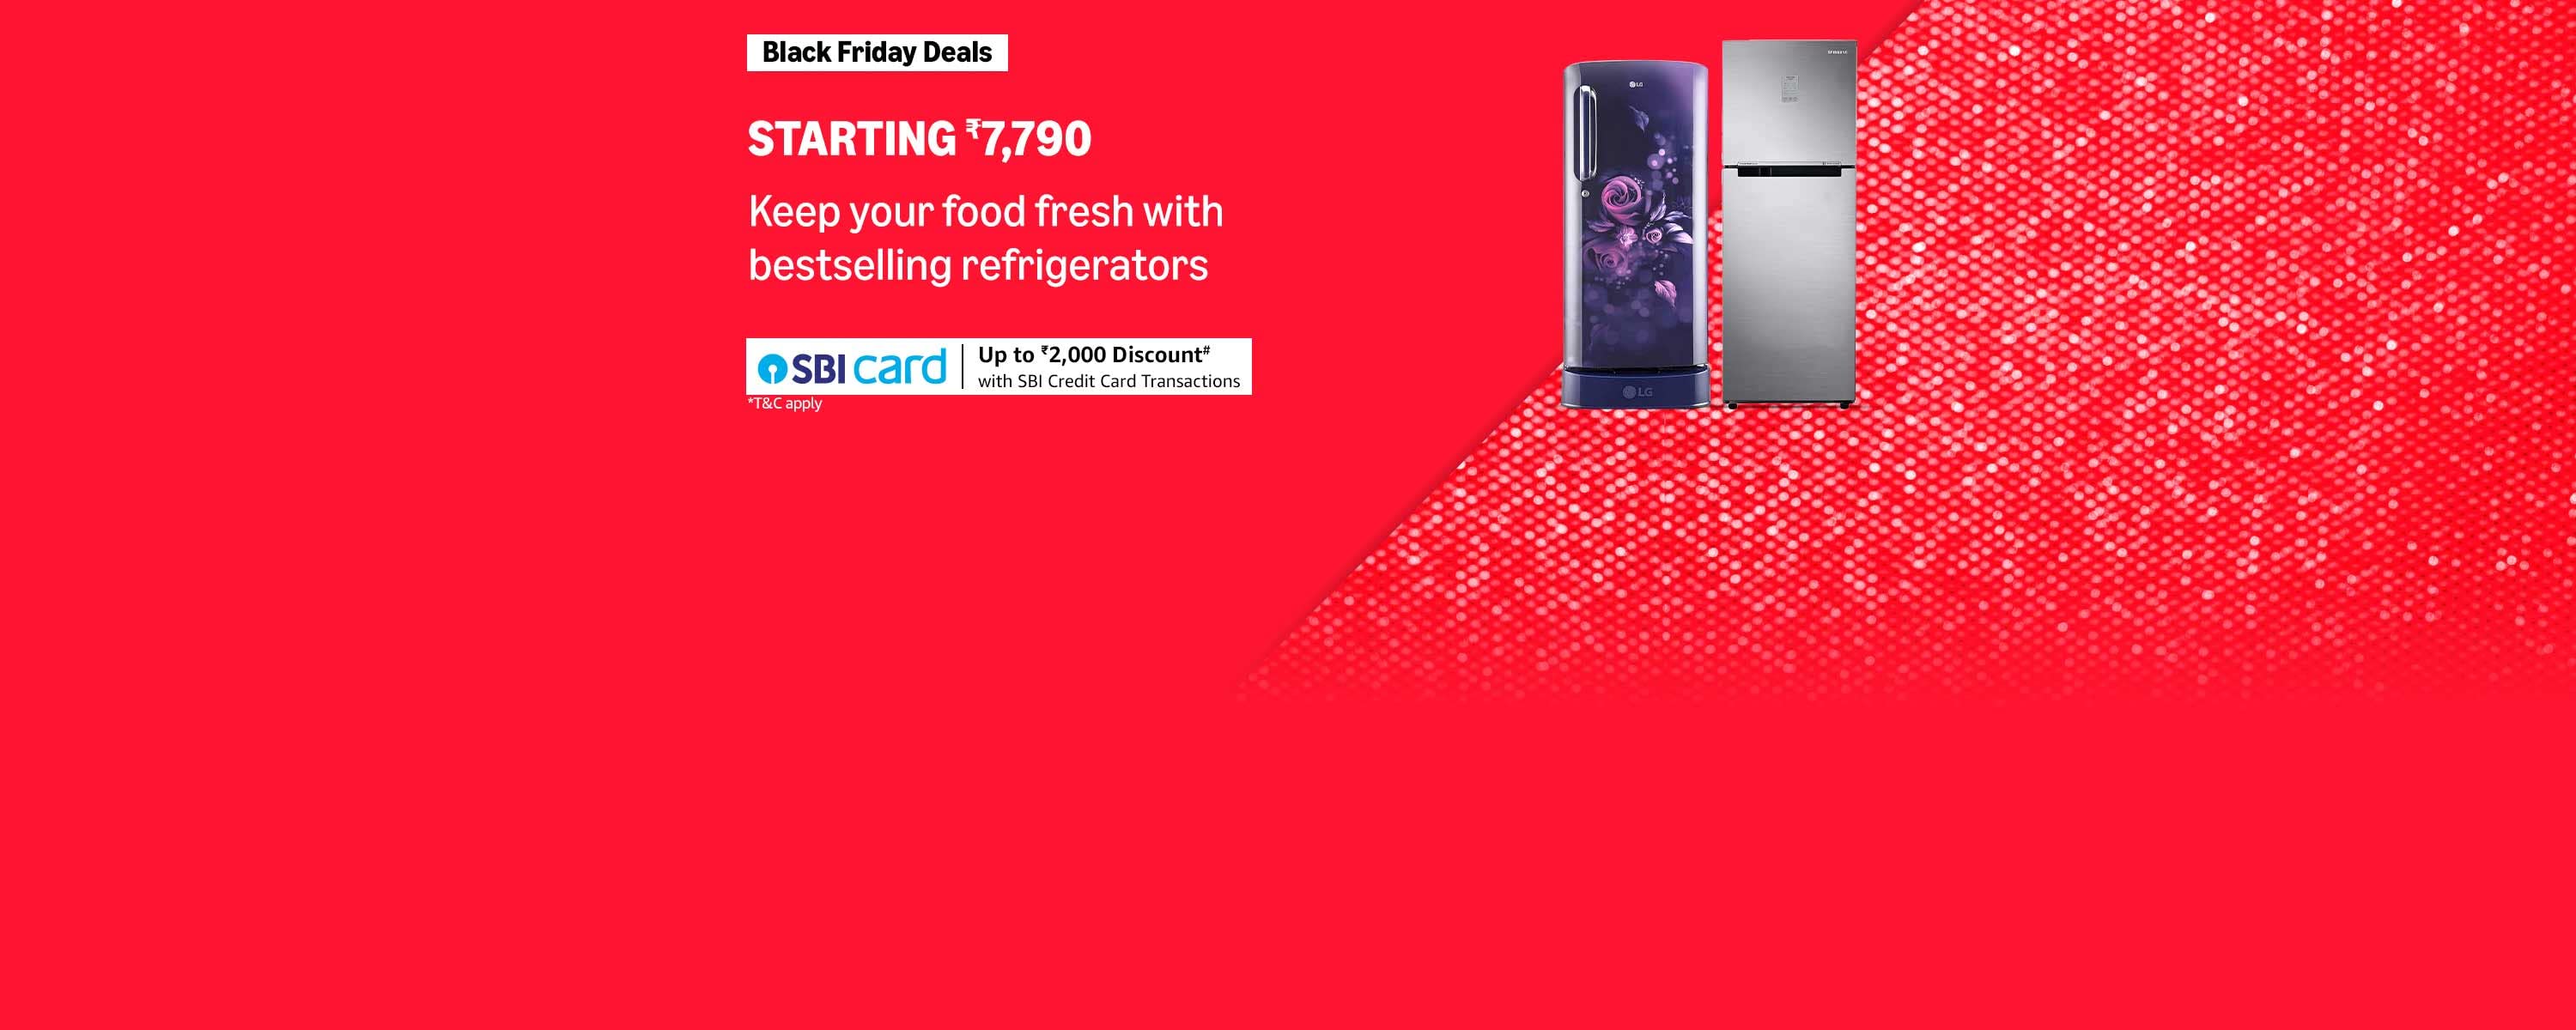 Black Friday Deals
STARTING ₹7,790
Keep your food fresh with
bestselling refrigerators
SBI card
Up to ₹2,000 Discount#
with SBI Credit Card Transactions
*T&C apply
LG
LG